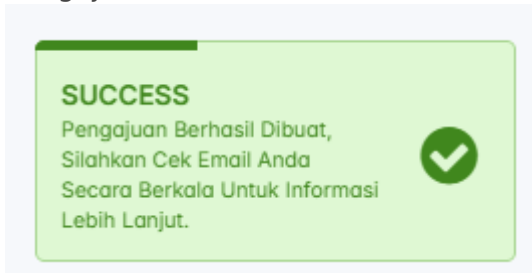 SUCCESS
Pengajuan Berhasil Dibuat,
Silahkan Cek Email Anda
Secara Berkala Untuk Informasi
Lebih Lanjut.